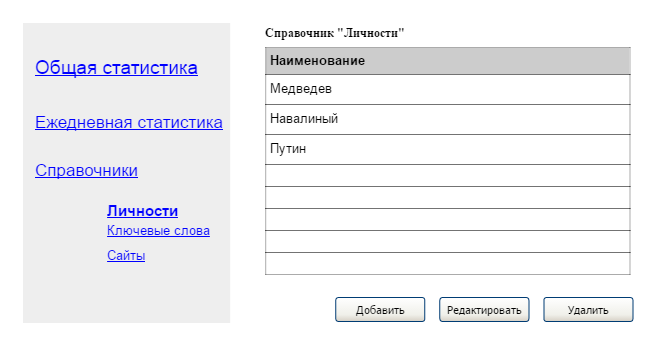 Общая статистика
Ежедневная статистика
Справочники
Личности
Ключевые слова
Сайты
Справочник "Личности"
Наименование
Медведев
Навалиный
Путин
Добавить
Редактировать
Удалить